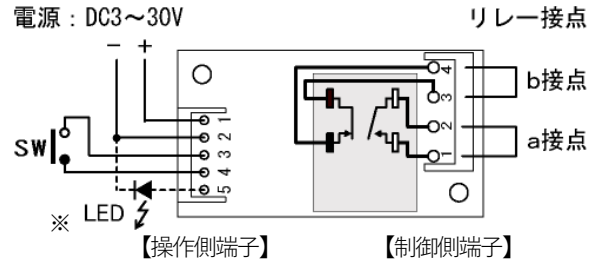 電源：DC3～30V
リレー接点
− +
1
2
3
4
5
4
3
2
1
b接点
a接点
SW
※ LED
【操作側端子】
【制御側端子】